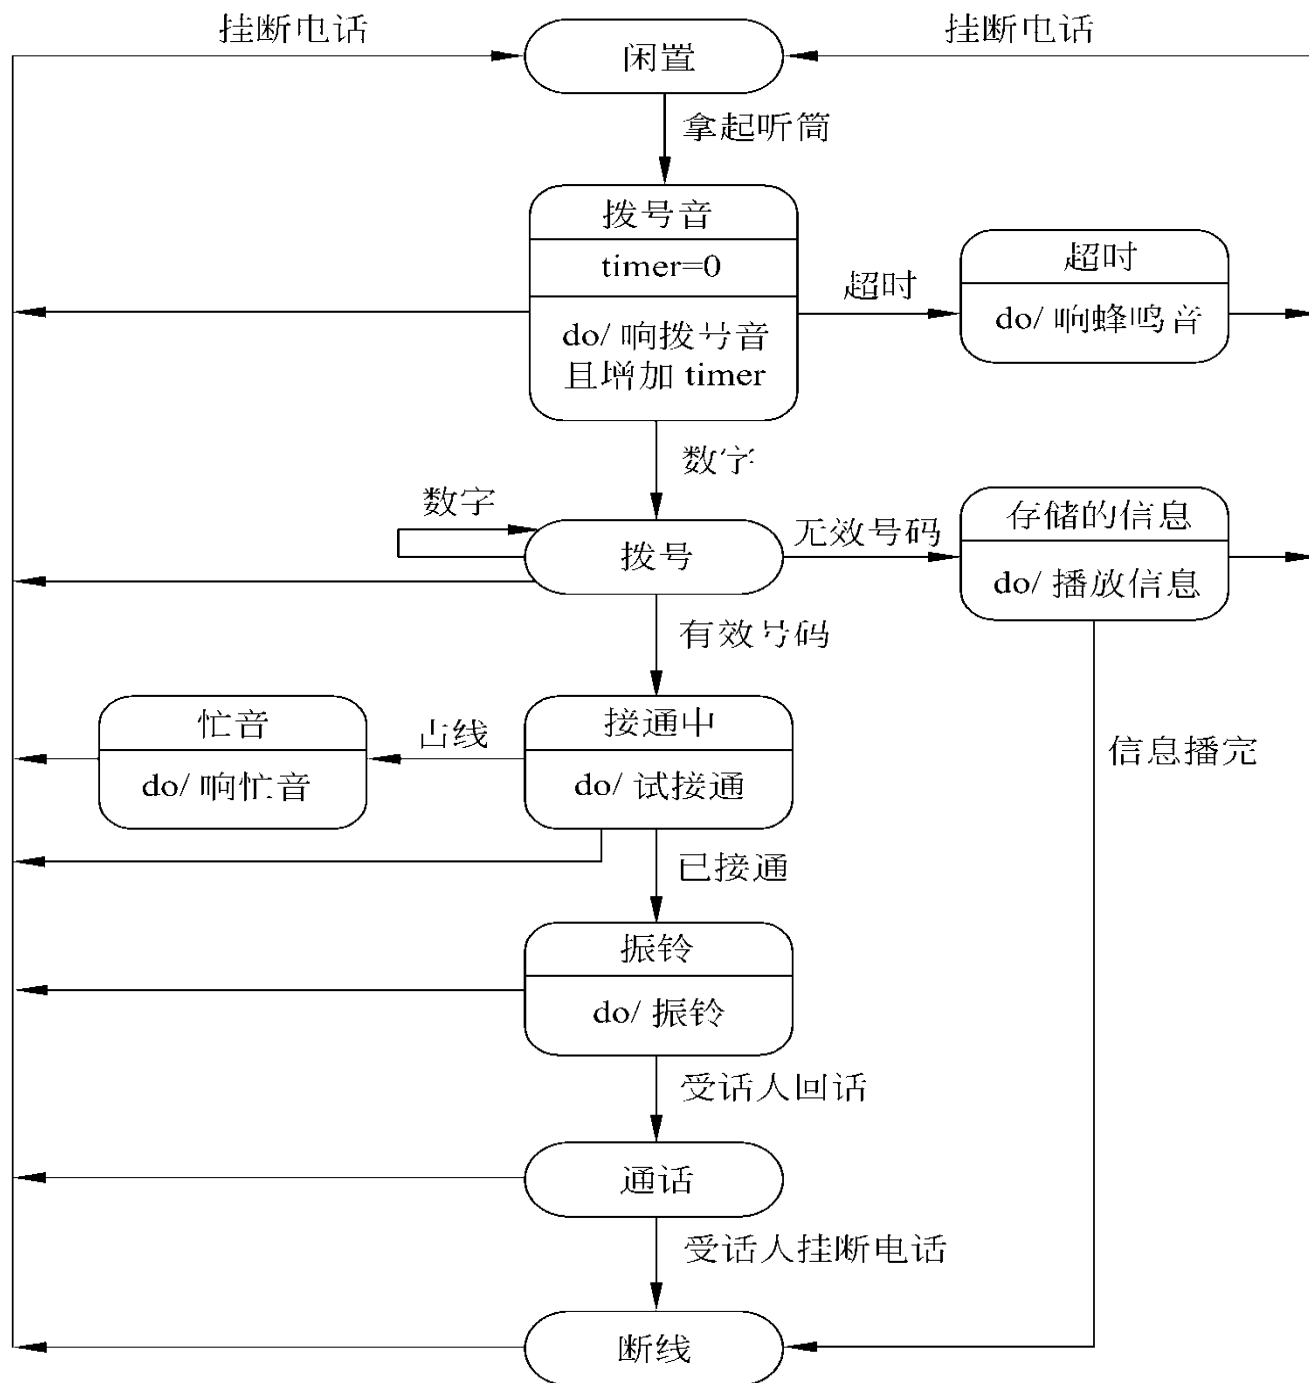 挂断电话
闲置
挂断电话
拿起听筒
拨号音
timer=0
do/ 响拨号音
且增加 timer
超时
超时
do/ 响蜂鸣音
数字
数字
拨号
无效号码
存储的信息
do/ 播放信息
有效号码
忙音
do/ 响忙音
占线
接通中
do/ 试接通
信息播完
已接通
振铃
do/ 振铃
受话人回话
通话
受话人挂断电话
断线